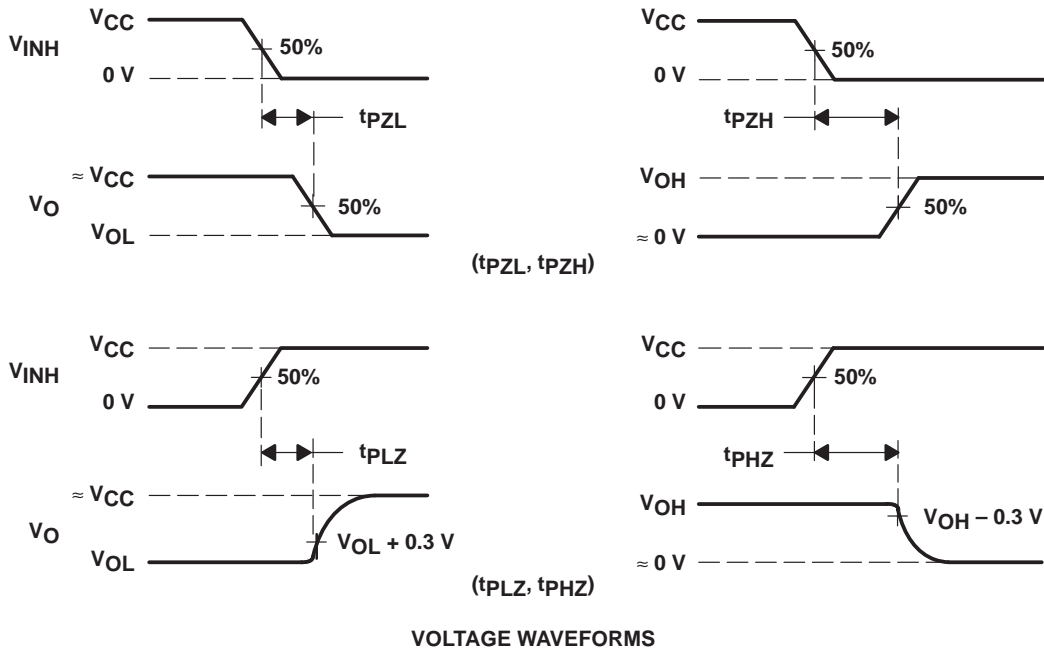 VCC
VINH
50%
0 V
tPZL
≈ VCC
VO
50%
VOL
VCC
50%
0 V
tPZH
VOH
50%
≈ 0 V
(tPZL, tPZH)
VCC
VINH
50%
0 V
tPLZ
≈ VCC
VO
VOL + 0.3 V
VOL
VCC
50%
0 V
tPHZ
VOH
VOH – 0.3 V
≈ 0 V
(tPLZ, tPHZ)
VOLTAGE WAVEFORMS